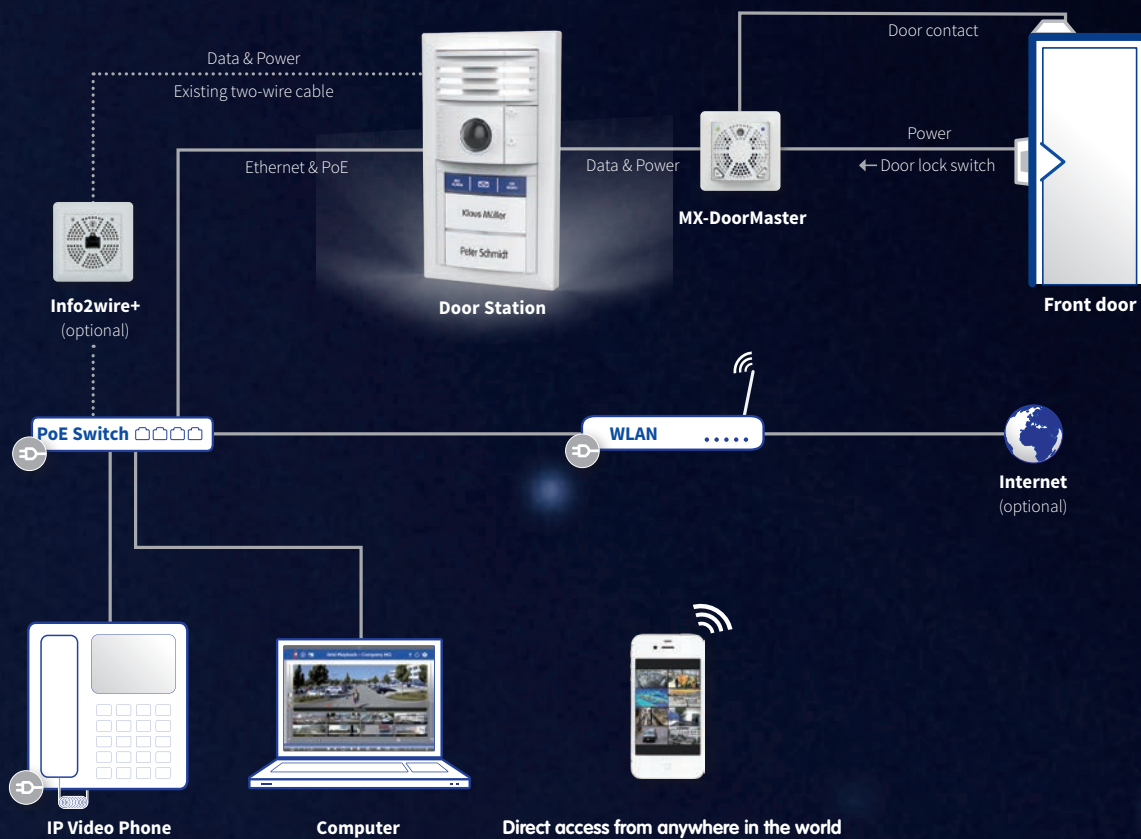 Door contact
Data & Power
Existing two-wire cable
Power
Ethernet & PoE
Data & Power
← Door lock switch
Klaus Müller
Peter Schmidt
MX-DoorMaster
Info2wire+
(optional)
Door Station
Front door
PoE Switch
WLAN
Internet
(optional)
IP Video Phone
Computer
Direct access from anywhere in the world